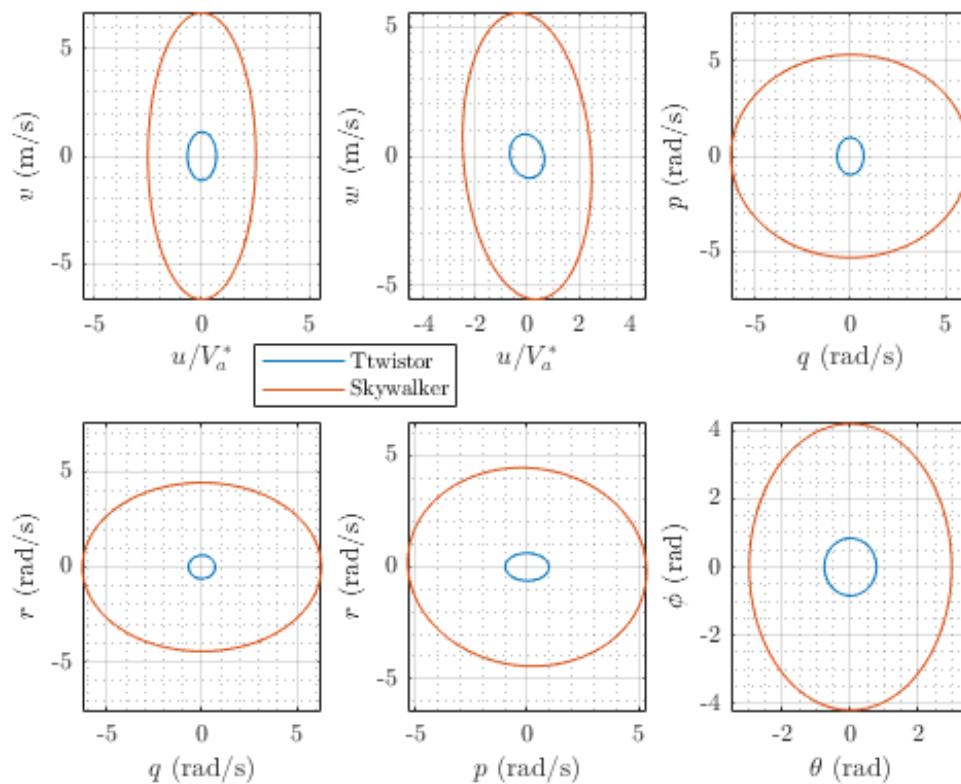 v (m/s)
5
0
-5
-5
0
5
u/V_a^*
w (m/s)
5
0
-5
-4
-2
0
2
4
u/V_a^*
p (rad/s)
5
0
-5
-5
0
5
q (rad/s)
Ttwistor
Skywalker
r (rad/s)
5
0
-5
-5
0
5
q (rad/s)
r (rad/s)
5
0
-5
-5
0
5
p (rad/s)
ϕ (rad)
4
2
0
-2
-4
-2
0
2
θ (rad)